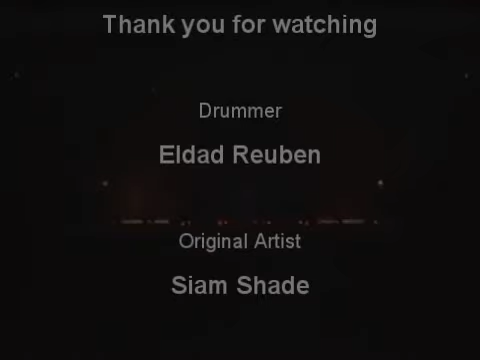 Thank you for watching
Drummer
Eldad Reuben
Original Artist
Siam Shade